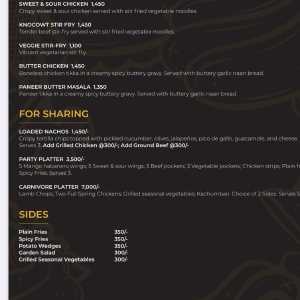 SWEET & SOUR CHICKEN 1,450
Crispy sweet & sour chicken served with stir fried vegetable noodles.
KNOCOWT STIR FRY 1,450
Tender beef stir fry served with stir fried vegetable noodles.
VEGGIE STIR-FRY 1,100
Vibrant vegetarian stir fry.
BUTTER CHICKEN 1,450
Boneless chicken tikka in a creamy spicy buttery gravy. Served with buttery garlic naan bread.
PANEER BUTTER MASALA 1,350
Paneer tikka in a creamy spicy buttery gravy. Served with buttery garlic naan bread.
FOR SHARING
LOADED NACHOS 1,450/-
Crispy tortilla chips topped with pickled cucumber, olives, jalapeños, pico de gallo, guacamole, and cheese
Serves 3. Add Grilled Chicken @300/-; Add Ground Beef @300/-
PARTY PLATTER 3,500/-
5 Mango habanero wings; 5 Sweet & sour wings; 3 Beef pockets; 3 Vegetable pockets; Chicken strips; Plain
Spicy Fries. Serves 3.
CARNIVORE PLATTER 7,000/-
Lamb Chops; Two Full Spring Chickens; Grilled seasonal vegetables; Kachumbari. Choice of 2 Sides. Serves
SIDES
Plain Fries 350/-
Spicy Fries 350/-
Potato Wedges 350/-
Garden Salad 300/-
Grilled Seasonal Vegetables 300/-